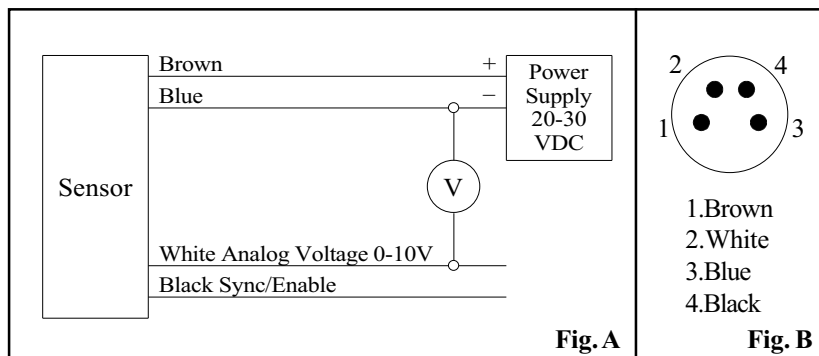 Brown
+
Blue
−
Power
Supply
20-30
VDC
Sensor
V
White Analog Voltage 0-10V
Black Sync/Enable
Fig. A
2
4
1
3
1.Brown
2.White
3.Blue
4.Black
Fig. B